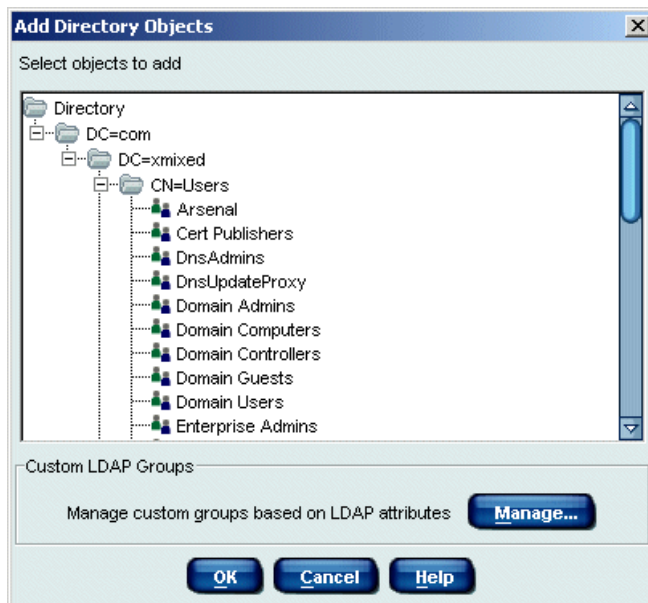 Add Directory Objects
Select objects to add
Directory
DC=com
DC=xmixed
CN=Users
Arsenal
Cert Publishers
DnsAdmins
DnsUpdateProxy
Domain Admins
Domain Computers
Domain Controllers
Domain Guests
Domain Users
Enterprise Admins
Custom LDAP Groups
Manage custom groups based on LDAP attributes Manage...
OK Cancel Help